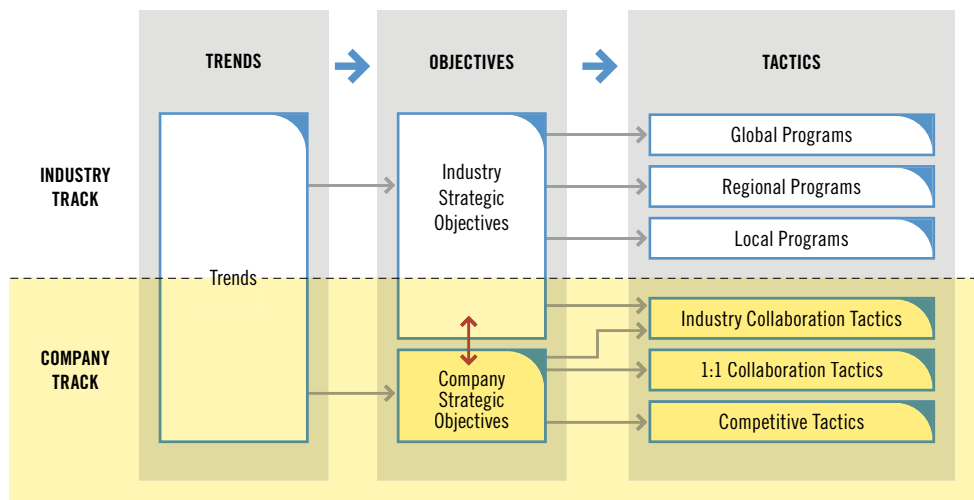 TRENDS
OBJECTIVES
TACTICS
INDUSTRY
TRACK
Trends
Industry
Strategic
Objectives
Global Programs
Regional Programs
Local Programs
COMPANY
TRACK
Company
Strategic
Objectives
Industry Collaboration Tactics
1:1 Collaboration Tactics
Competitive Tactics